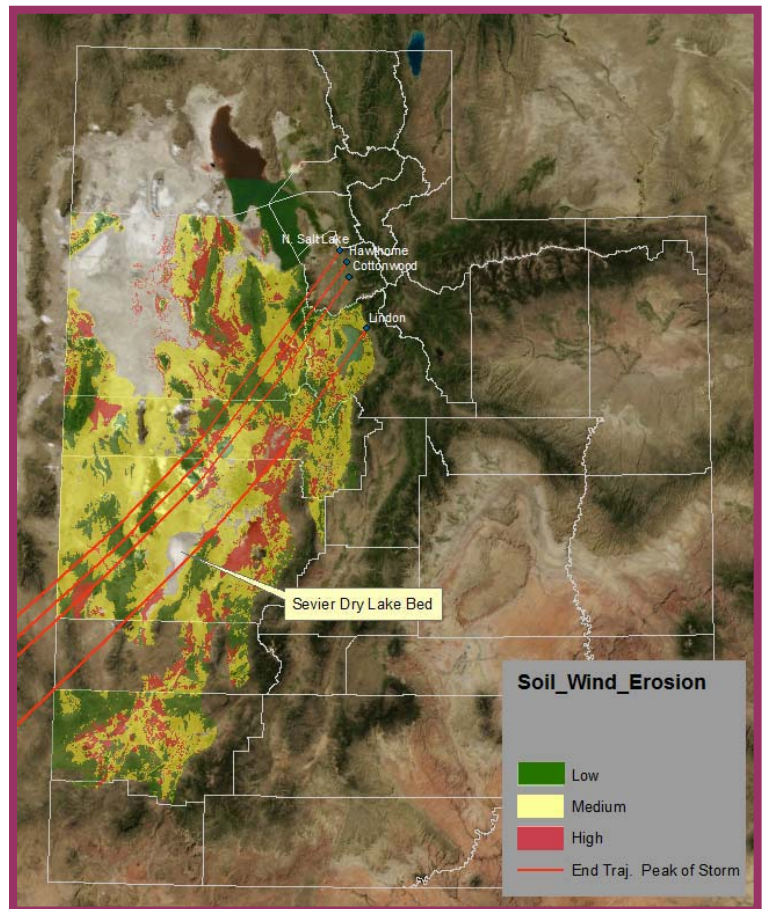 N. Salt Lake
Hawthorne
Cottonwood
Lindon
Sevier Dry Lake Bed
Soil_Wind_Erosion
Low
Medium
High
End Traj. Peak of Storm